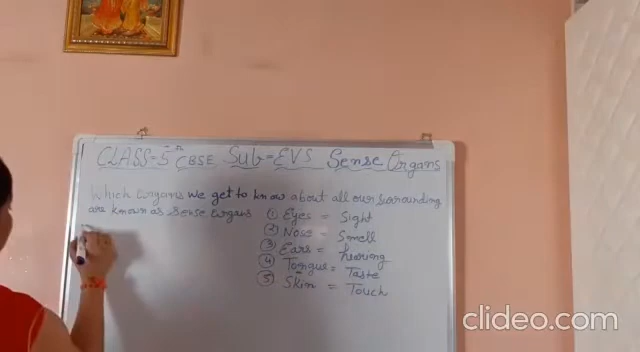 CLASS=5th CBSE Sub=EVS Sense Organs
Which organs we get to know about all our surrounding
are known as sense organs
① Eyes = Sight
② Nose = Smell
③ Ears = hearing
④ Tongue = Taste
⑤ Skin = Touch
clideo.com